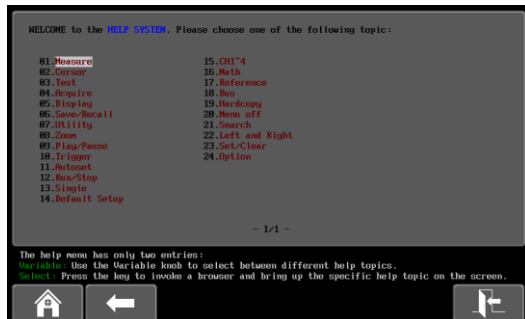 WELCOME to the HELP SYSTEM. Please choose one of the following topic:
01.Measure
02.Cursor
03.Test
04.Acquire
05.Display
06.Save/Recall
07.Utility
08.Zoom
09.Play/Pause
10.Trigger
11.Autoset
12.Run/Stop
13.Single
14.Default Setup
15.CH1~4
16.Math
17.Reference
18.Bus
19.Hardcopy
20.Menu off
21.Search
22.Left and Right
23.Set/Clear
24.Option
- 1/1 -
The help menu has only two entries:
Variable: Use the Variable knob to select between different help topics.
Select: Press the key to invoke a browser and bring up the specific help topic on the screen.